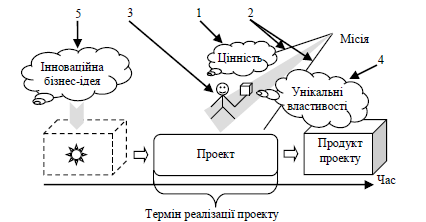 5
3
1
2
Місія
Інноваційна
бізнес-ідея
Цінність
4
Унікальні
властивості
Проект
Продукт
проекту
Час
Термін реалізації проекту